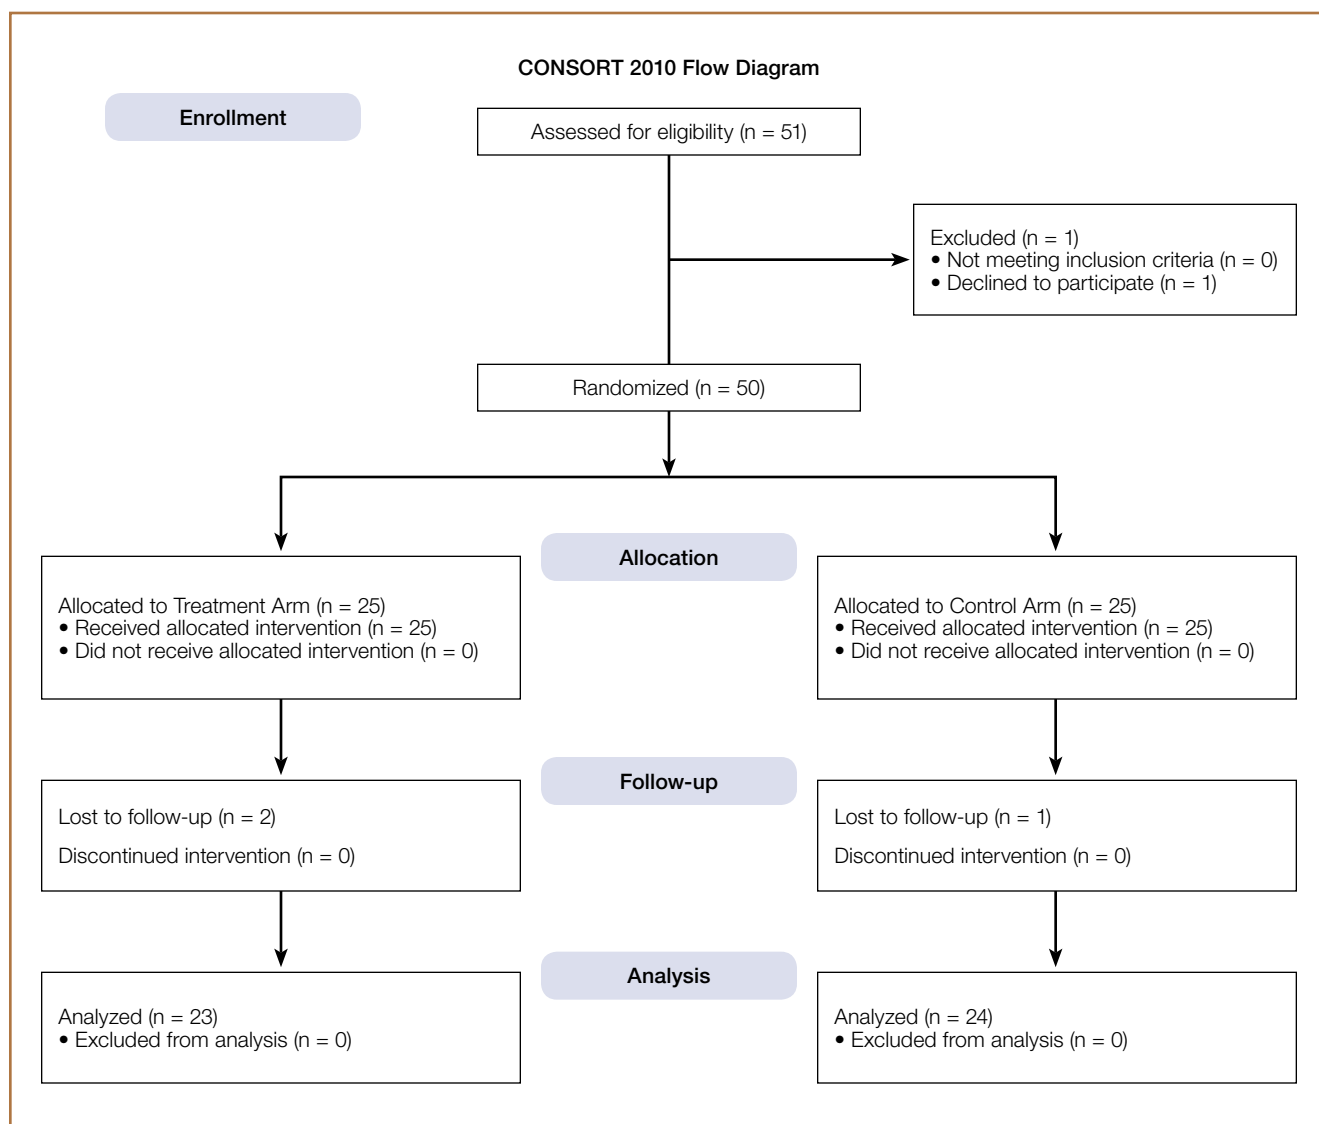 CONSORT 2010 Flow Diagram
Enrollment
Assessed for eligibility (n = 51)
Excluded (n = 1)
• Not meeting inclusion criteria (n = 0)
• Declined to participate (n = 1)
Randomized (n = 50)
Allocation
Allocated to Treatment Arm (n = 25)
• Received allocated intervention (n = 25)
• Did not receive allocated intervention (n = 0)
Allocated to Control Arm (n = 25)
• Received allocated intervention (n = 25)
• Did not receive allocated intervention (n = 0)
Follow-up
Lost to follow-up (n = 2)
Discontinued intervention (n = 0)
Lost to follow-up (n = 1)
Discontinued intervention (n = 0)
Analysis
Analyzed (n = 23)
• Excluded from analysis (n = 0)
Analyzed (n = 24)
• Excluded from analysis (n = 0)